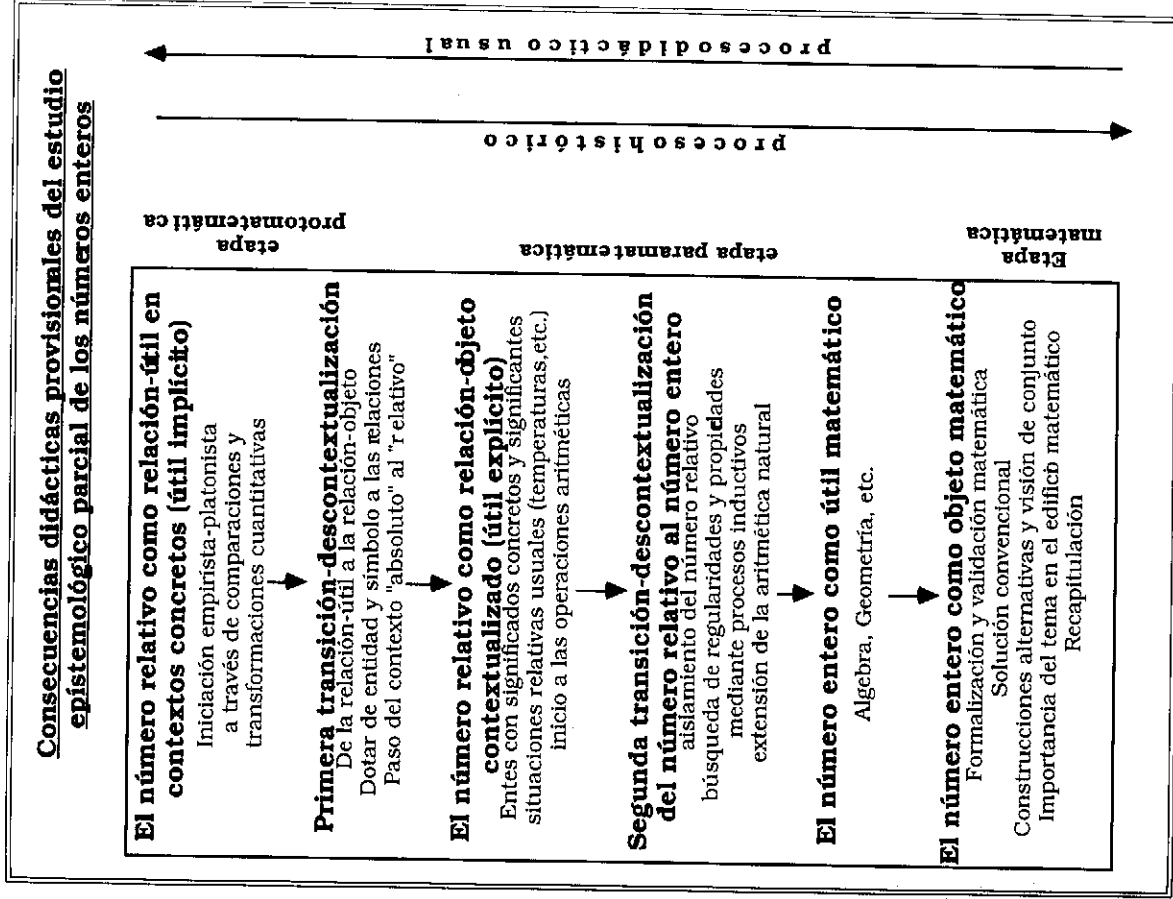 Consecuencias didácticas provisionales del estudio
epistemológico parcial de los números enteros
El número relativo como relación-útil en
contextos concretos (útil implícito)
Iniciación empirísta-platonista
a través de comparaciones y
transformaciones cuantitativas
Primera transición-descontextualización
De la relación-útil a la relación-objeto
Dotar de entidad y simbolo a las relaciones
Paso del contexto "absoluto" al "relativo"
El número relativo como relación-objeto
contextualizado (útil explícito)
Entes con significados concretos y significantes
situaciones relativas usuales (temperaturas,etc.)
inicio a las operaciones aritméticas
Segunda transición-descontextualización
del número relativo al número entero
aislamiento del número relativo
búsqueda de regularidades y propiedades
mediante procesos inductivos
extensión de la aritmética natural
El número entero como útil matemático
Algebra, Geometría, etc.
El número entero como objeto matemático
Formalización y validación matemática
Solución convencional
Construcciones alternativas y visión de conjunto
Importancia del tema en el edificio matemático
Recapitulación
etapa
protomatemática
etapa paramatemática
Etapa
matemática
proceso histórico
proceso didáctico usual